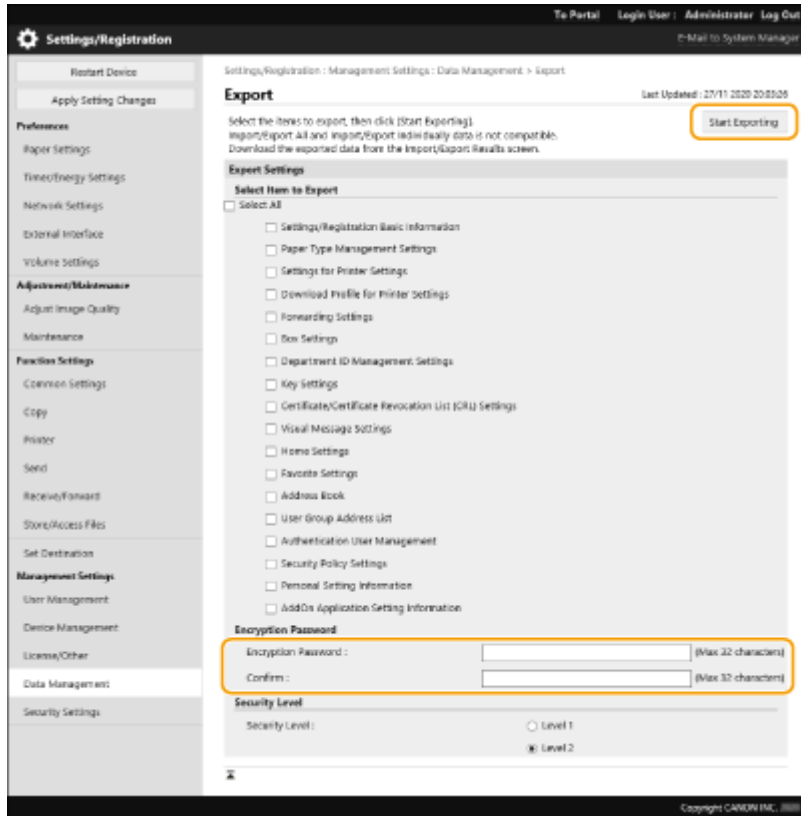 To Portal Login User : Administrator Log Out
Settings/Registration
E-Mail to System Manager
Restart Device
Apply Setting Changes
Preferences
Paper Settings
Timer/Energy Settings
Network Settings
External Interface
Volume Settings
Adjustment/Maintenance
Adjust Image Quality
Maintenance
Function Settings
Common Settings
Copy
Printer
Send
Receive/Forward
Store/Access Files
Set Destination
Management Settings
User Management
Device Management
License/Other
Data Management
Security Settings
Settings/Registration : Management Settings : Data Management > Export
Export
Last Updated : 27/11 2020 20:03:26
Select the items to export, then click [Start Exporting].
Import/Export All and Import/Export Individually data is not compatible.
Download the exported data from the Import/Export Results screen.
Start Exporting
Export Settings
Select Item to Export
Select All
Settings/Registration Basic Information
Paper Type Management Settings
Settings for Printer Settings
Download Profile for Printer Settings
Forwarding Settings
Box Settings
Department ID Management Settings
Key Settings
Certificate/Certificate Revocation List (CRL) Settings
Visual Message Settings
Home Settings
Favorite Settings
Address Book
User Group Address List
Authentication User Management
Security Policy Settings
Personal Setting Information
AddOn Application Setting Information
Encryption Password
Encryption Password : (Max 32 characters)
Confirm : (Max 32 characters)
Security Level
Security Level : Level 1
Level 2
Copyright CANON INC.